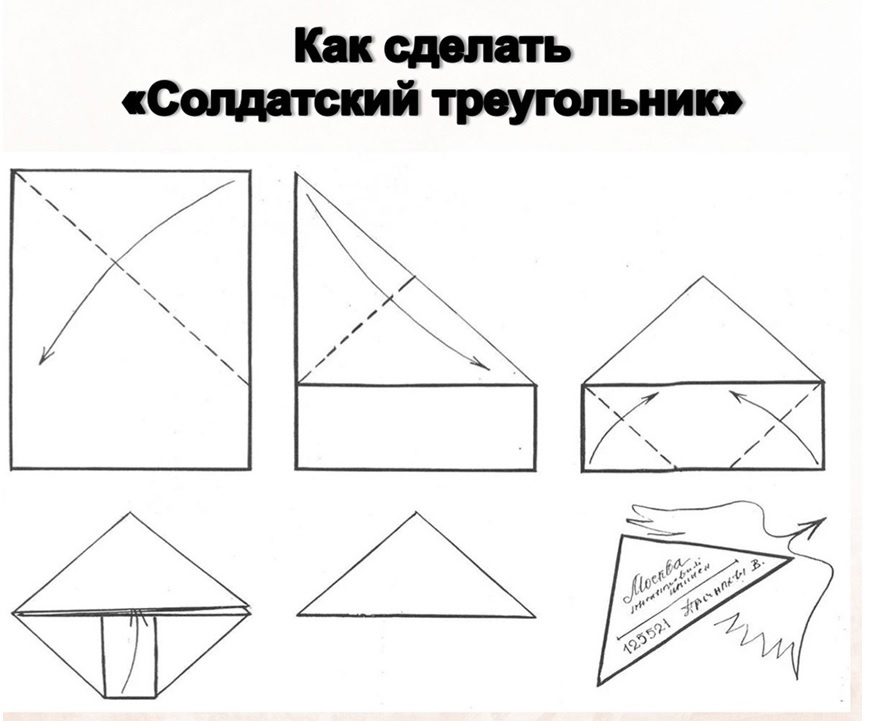 Как сделать
«Солдатский треугольник»
Москва
125521